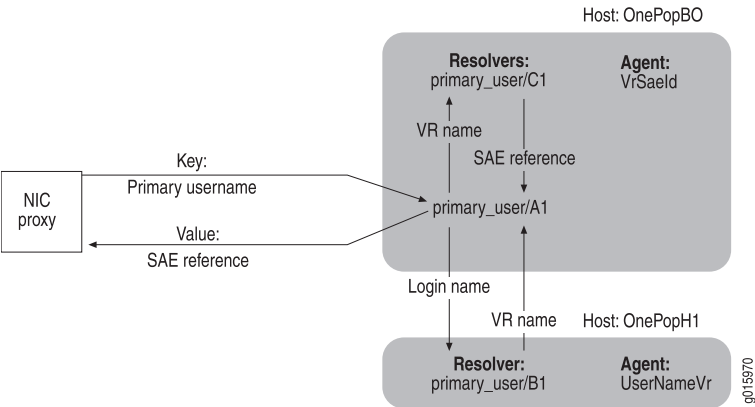 Host: OnePopBO
Resolvers:
primary_user/C1
Agent:
VrSaeId
VR name
SAE reference
Key:
Primary username
NIC
proxy
primary_user/A1
Value:
SAE reference
Login name
VR name
Host: OnePopH1
Resolver:
primary_user/B1
Agent:
UserNameVr
g015970